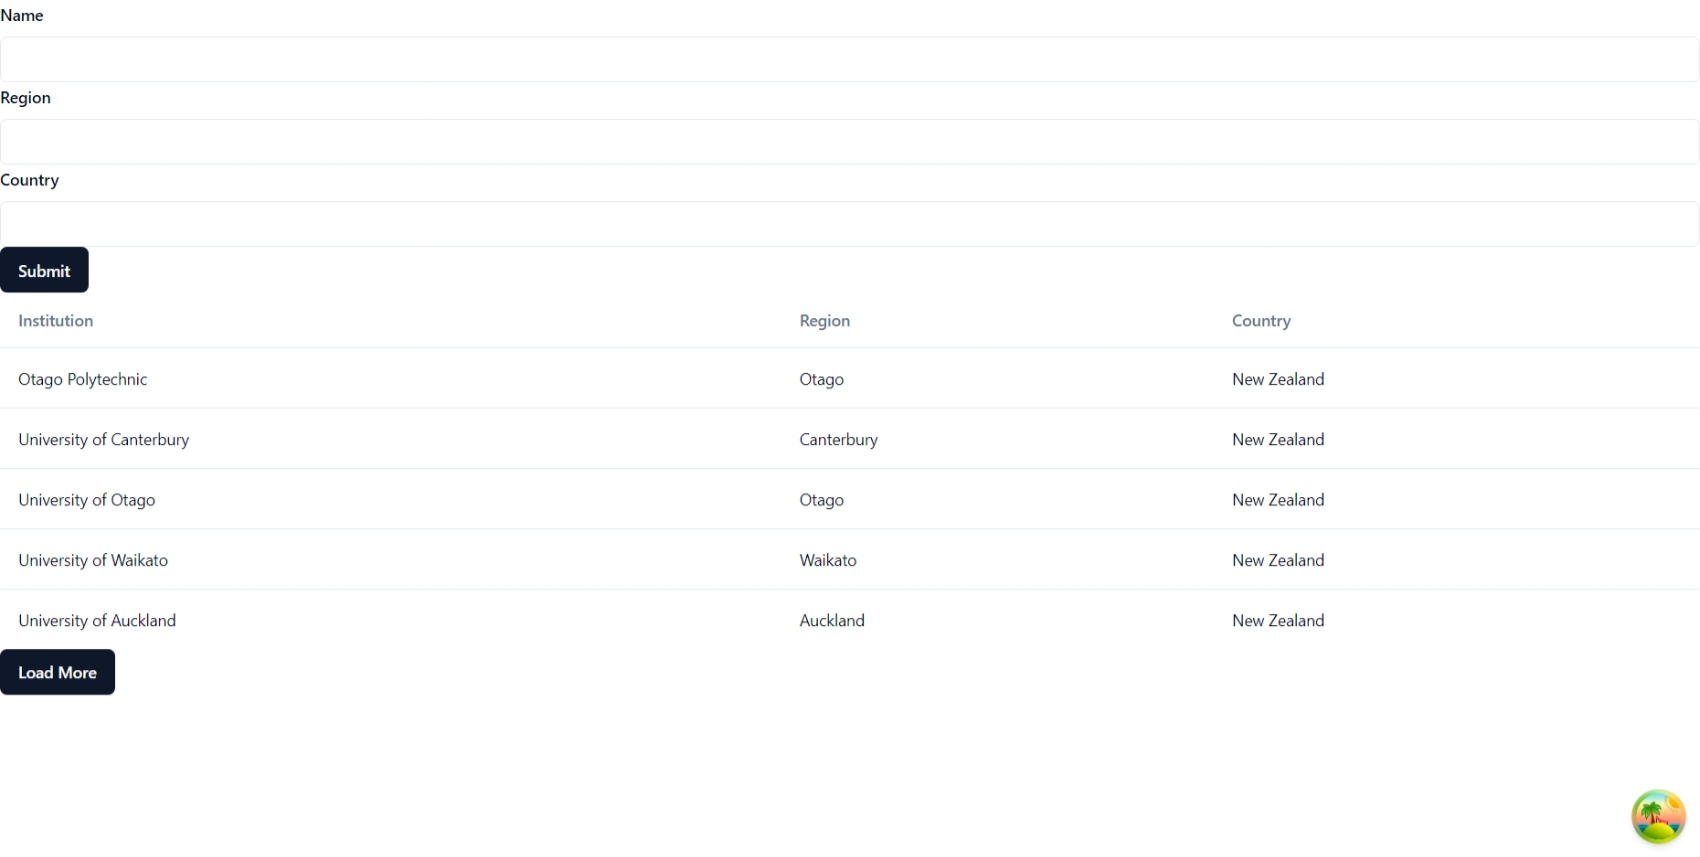 Name
Region
Country
Submit
Institution Region Country
Otago Polytechnic Otago New Zealand
University of Canterbury Canterbury New Zealand
University of Otago Otago New Zealand
University of Waikato Waikato New Zealand
University of Auckland Auckland New Zealand
Load More